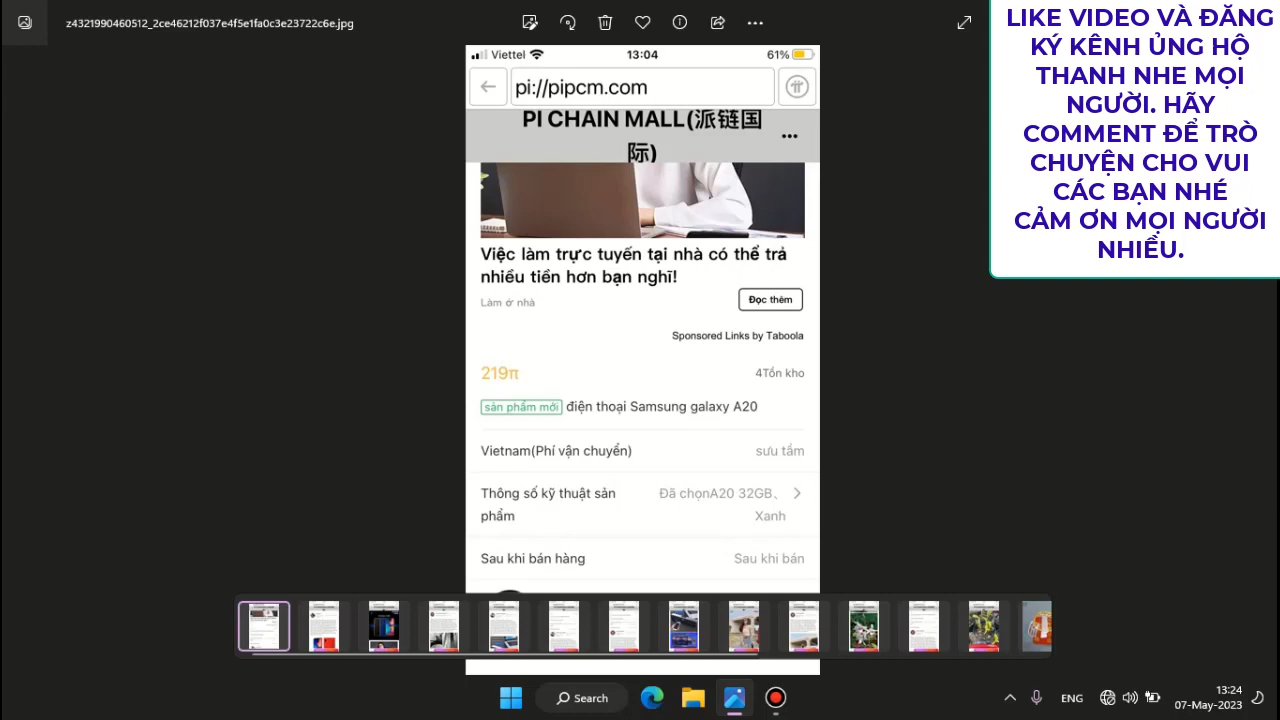 z4321990460512_2ce46212f037e4f5e1fa0c3e23722c6e.jpg
LIKE VIDEO VÀ ĐĂNG
KÝ KÊNH ỦNG HỘ
THANH NHE MỌI
NGƯỜI. HÃY
COMMENT ĐỂ TRÒ
CHUYỆN CHO VUI
CÁC BẠN NHÉ
CẢM ƠN MỌI NGƯỜI
NHIỀU.
Viettel 13:04 61%
pi://pipcm.com
PI CHAIN MALL(派链国
际)
Việc làm trực tuyến tại nhà có thể trả
nhiều tiền hơn bạn nghĩ!
Làm ở nhà
Đọc thêm
Sponsored Links by Taboola
219π 4Tồn kho
sản phẩm mới điện thoại Samsung galaxy A20
Vietnam(Phí vận chuyển) sưu tầm
Thông số kỹ thuật sản Đã chọnA20 32GB、
phẩm Xanh
Sau khi bán hàng Sau khi bán
Search
ENG
13:24
07-May-2023